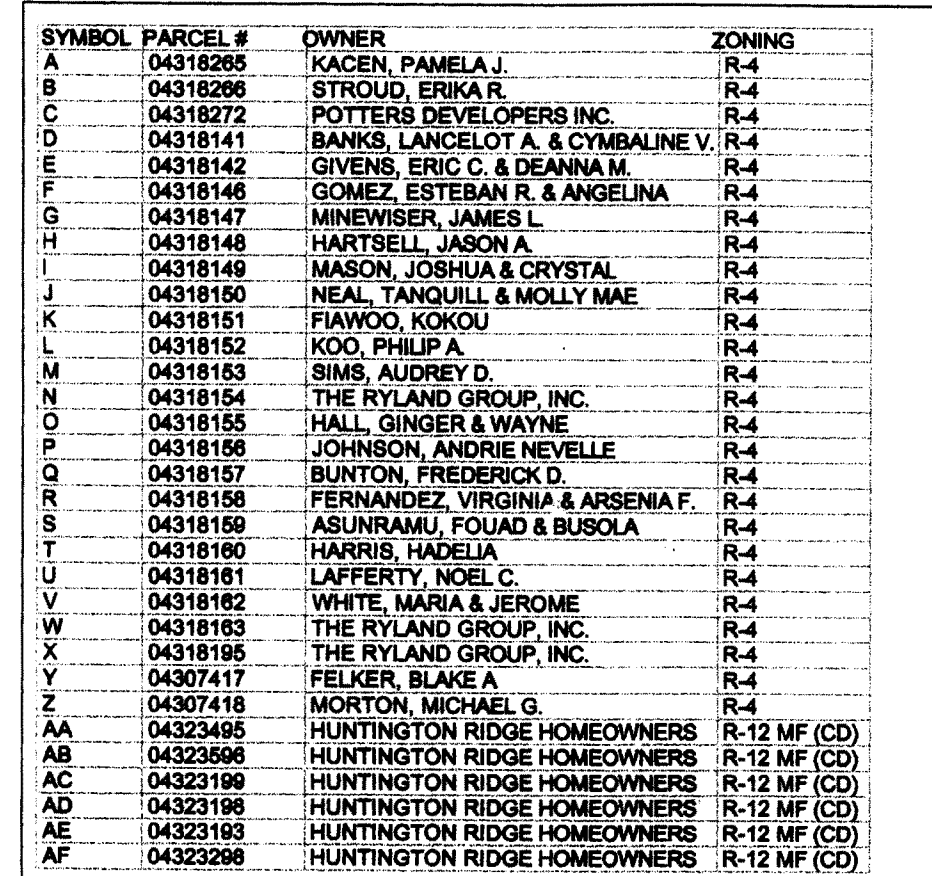 SYMBOL PARCEL # OWNER ZONING
A 04318265 KACEN, PAMELA J. R-4
B 04318266 STROUD, ERIKA R. R-4
C 04318272 POTTERS DEVELOPERS INC. R-4
D 04318141 BANKS, LANCELOT A. & CYMBALINE V. R-4
E 04318142 GIVENS, ERIC C. & DEANNA M. R-4
F 04318146 GOMEZ, ESTEBAN R. & ANGELINA R-4
G 04318147 MINEWISER, JAMES L R-4
H 04318148 HARTSELL, JASON A. R-4
I 04318149 MASON, JOSHUA & CRYSTAL R-4
J 04318150 NEAL, TANQUILL & MOLLY MAE R-4
K 04318151 FIAWOO, KOKOU R-4
L 04318152 KOO, PHILIP A. R-4
M 04318153 SIMS, AUDREY D. R-4
N 04318154 THE RYLAND GROUP, INC. R-4
O 04318155 HALL, GINGER & WAYNE R-4
P 04318156 JOHNSON, ANDRIE NEVELLE R-4
Q 04318157 BUNTON, FREDERICK D. R-4
R 04318158 FERNANDEZ, VIRGINIA & ARSENIA F. R-4
S 04318159 ASUNRAMU, FOUAD & BUSOLA R-4
T 04318160 HARRIS, HADELIA R-4
U 04318161 LAFFERTY, NOEL C. R-4
V 04318162 WHITE, MARIA & JEROME R-4
W 04318163 THE RYLAND GROUP, INC. R-4
X 04318195 THE RYLAND GROUP, INC. R-4
Y 04307417 FELKER, BLAKE A R-4
Z 04307418 MORTON, MICHAEL G. R-4
AA 04323495 HUNTINGTON RIDGE HOMEOWNERS R-12 MF (CD)
AB 04323596 HUNTINGTON RIDGE HOMEOWNERS R-12 MF (CD)
AC 04323199 HUNTINGTON RIDGE HOMEOWNERS R-12 MF (CD)
AD 04323198 HUNTINGTON RIDGE HOMEOWNERS R-12 MF (CD)
AE 04323193 HUNTINGTON RIDGE HOMEOWNERS R-12 MF (CD)
AF 04323298 HUNTINGTON RIDGE HOMEOWNERS R-12 MF (CD)